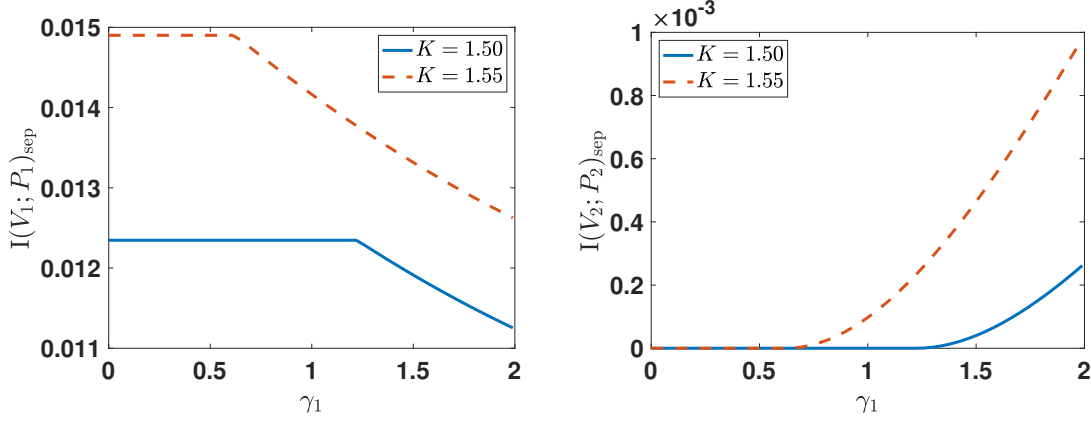 0.015
0.014
0.013
0.012
0.011
I(V₁; P₁)sep
K = 1.50
K = 1.55
0 0.5 1 1.5 2
γ₁
×10⁻³
1
0.8
0.6
0.4
0.2
0
I(V₂; P₂)sep
K = 1.50
K = 1.55
0 0.5 1 1.5 2
γ₁